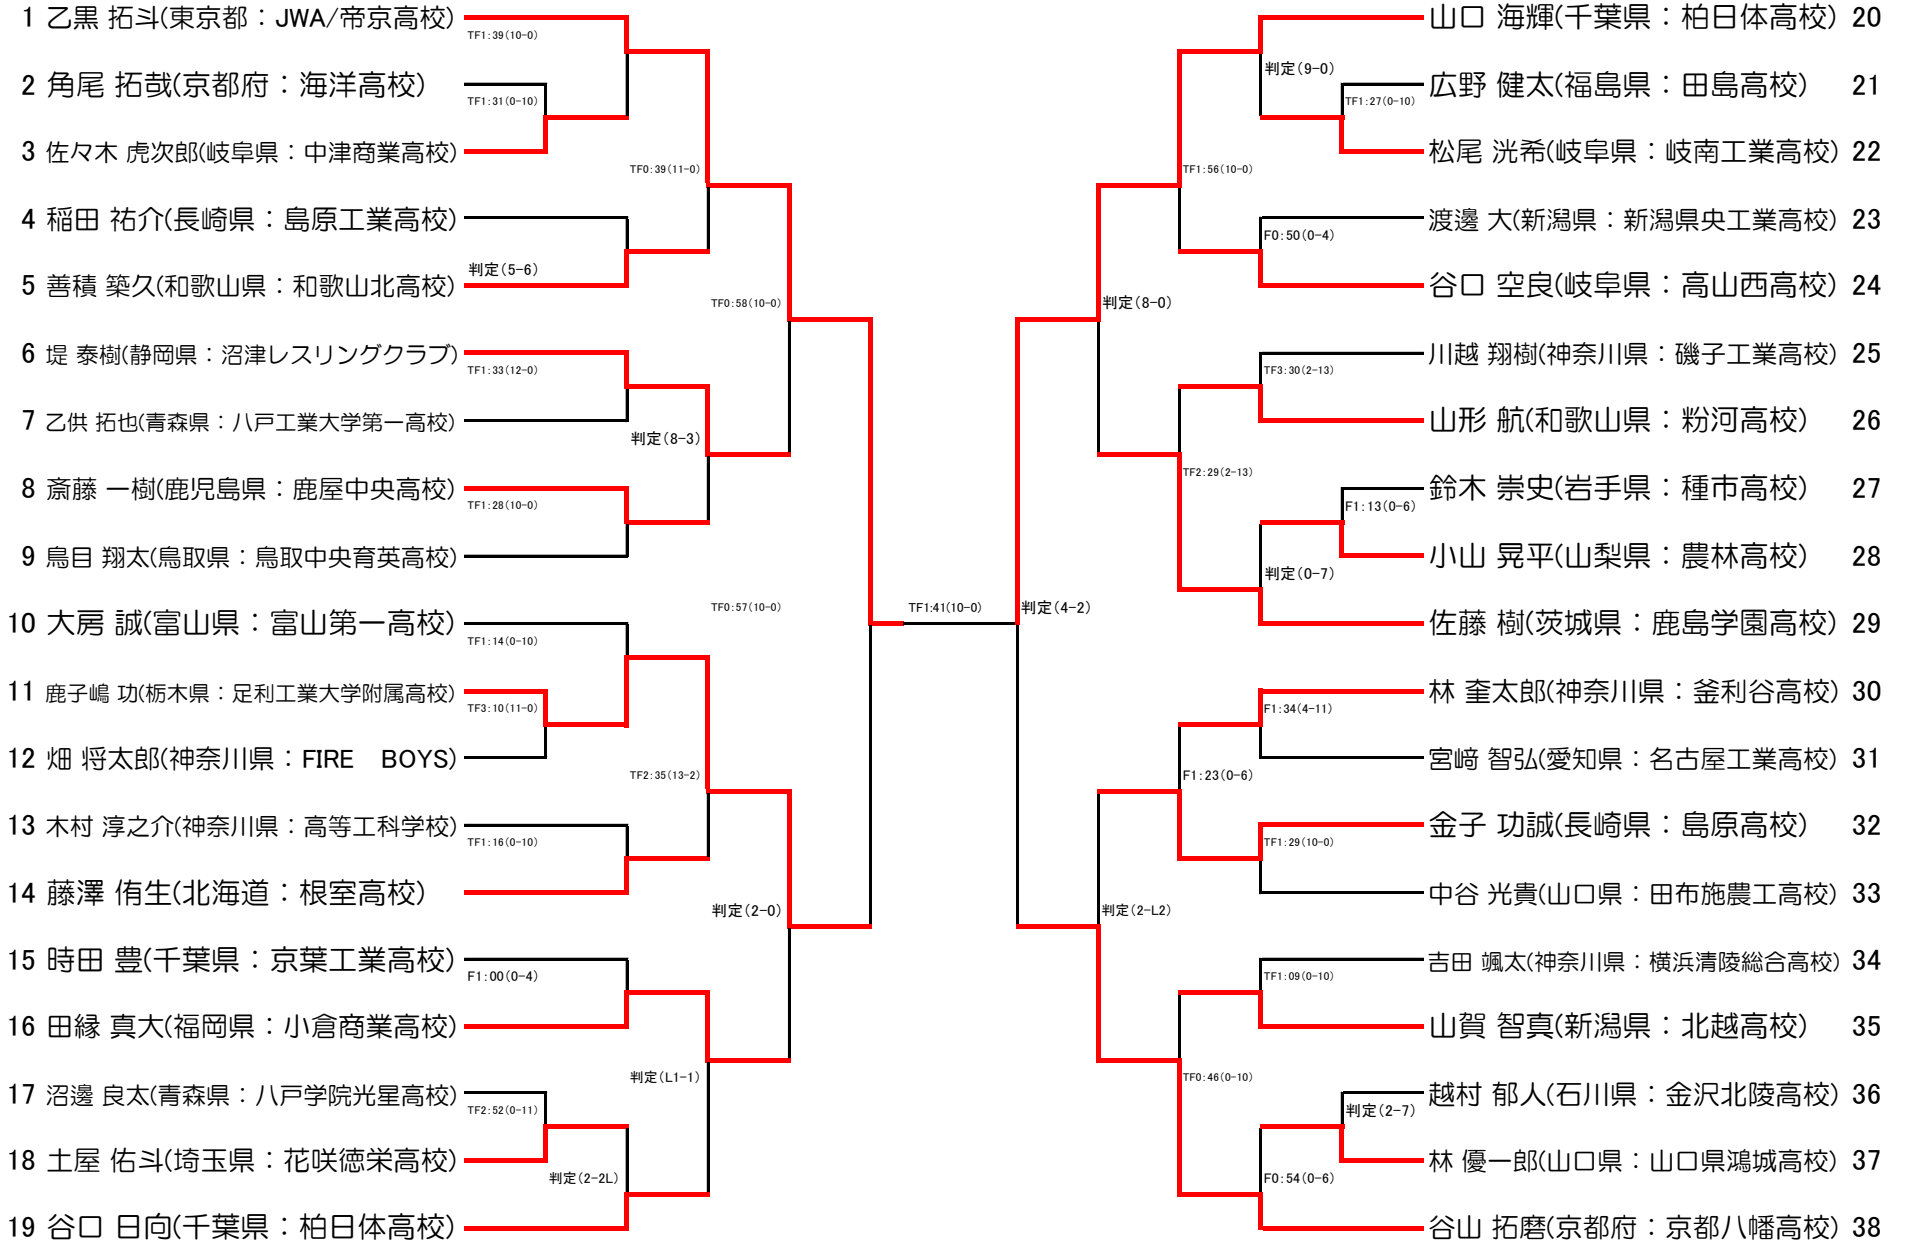 1 乙黒 拓斗(東京都：JWA/帝京高校)
TF1:39(10-0)
2 角尾 拓哉(京都府：海洋高校)
TF1:31(0-10)
3 佐々木 虎次郎(岐阜県：中津商業高校)
TF0:39(11-0)
4 稲田 祐介(長崎県：島原工業高校)
判定(5-6)
5 善積 築久(和歌山県：和歌山北高校)
TF0:58(10-0)
6 堤 泰樹(静岡県：沼津レスリングクラブ)
TF1:33(12-0)
7 乙供 拓也(青森県：八戸工業大学第一高校)
判定(8-3)
8 斎藤 一樹(鹿児島県：鹿屋中央高校)
TF1:28(10-0)
9 鳥目 翔太(鳥取県：鳥取中央育英高校)
TF0:57(10-0)
10 大房 誠(富山県：富山第一高校)
TF1:14(0-10)
11 鹿子嶋 功(栃木県：足利工業大学附属高校)
TF3:10(11-0)
12 畑 将太郎(神奈川県：FIRE　BOYS)
TF2:35(13-2)
13 木村 淳之介(神奈川県：高等工科学校)
TF1:16(0-10)
14 藤澤 侑生(北海道：根室高校)
判定(2-0)
15 時田 豊(千葉県：京葉工業高校)
F1:00(0-4)
16 田縁 真大(福岡県：小倉商業高校)
判定(L1-1)
17 沼邊 良太(青森県：八戸学院光星高校)
TF2:52(0-11)
18 土屋 佑斗(埼玉県：花咲徳栄高校)
判定(2-2L)
19 谷口 日向(千葉県：柏日体高校)
TF1:41(10-0)
判定(4-2)
山口 海輝(千葉県：柏日体高校) 20
判定(9-0)
広野 健太(福島県：田島高校) 21
TF1:27(0-10)
松尾 洸希(岐阜県：岐南工業高校) 22
TF1:56(10-0)
渡邊 大(新潟県：新潟県央工業高校) 23
F0:50(0-4)
谷口 空良(岐阜県：高山西高校) 24
判定(8-0)
川越 翔樹(神奈川県：磯子工業高校) 25
TF3:30(2-13)
山形 航(和歌山県：粉河高校) 26
TF2:29(2-13)
鈴木 崇史(岩手県：種市高校) 27
F1:13(0-6)
小山 晃平(山梨県：農林高校) 28
判定(0-7)
佐藤 樹(茨城県：鹿島学園高校) 29
林 奎太郎(神奈川県：釜利谷高校) 30
F1:34(4-11)
宮﨑 智弘(愛知県：名古屋工業高校) 31
F1:23(0-6)
金子 功誠(長崎県：島原高校) 32
TF1:29(10-0)
中谷 光貴(山口県：田布施農工高校) 33
判定(2-L2)
吉田 颯太(神奈川県：横浜清陵総合高校) 34
TF1:09(0-10)
山賀 智真(新潟県：北越高校) 35
TF0:46(0-10)
越村 郁人(石川県：金沢北陵高校) 36
判定(2-7)
林 優一郎(山口県：山口県鴻城高校) 37
F0:54(0-6)
谷山 拓磨(京都府：京都八幡高校) 38